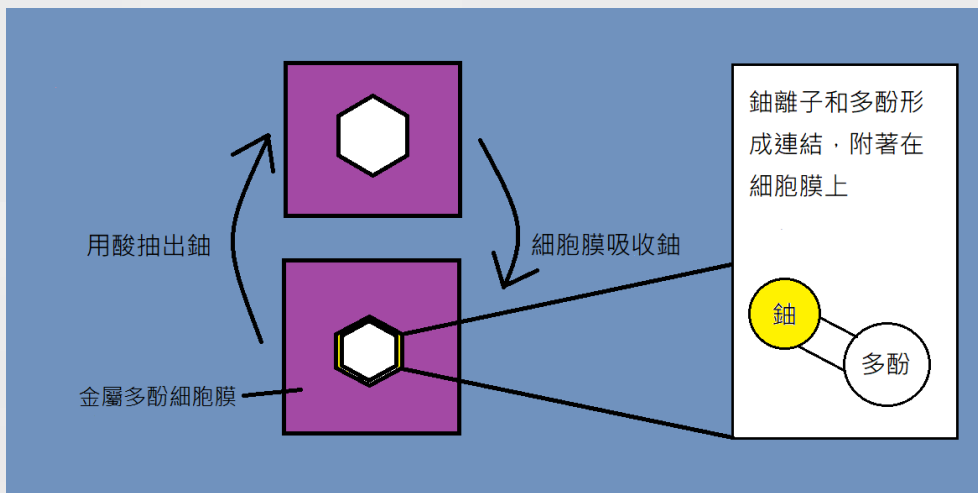 鈾離子和多酚形
成連結，附著在
細胞膜上
用酸抽出鈾
細胞膜吸收鈾
鈾
多酚
金屬多酚細胞膜